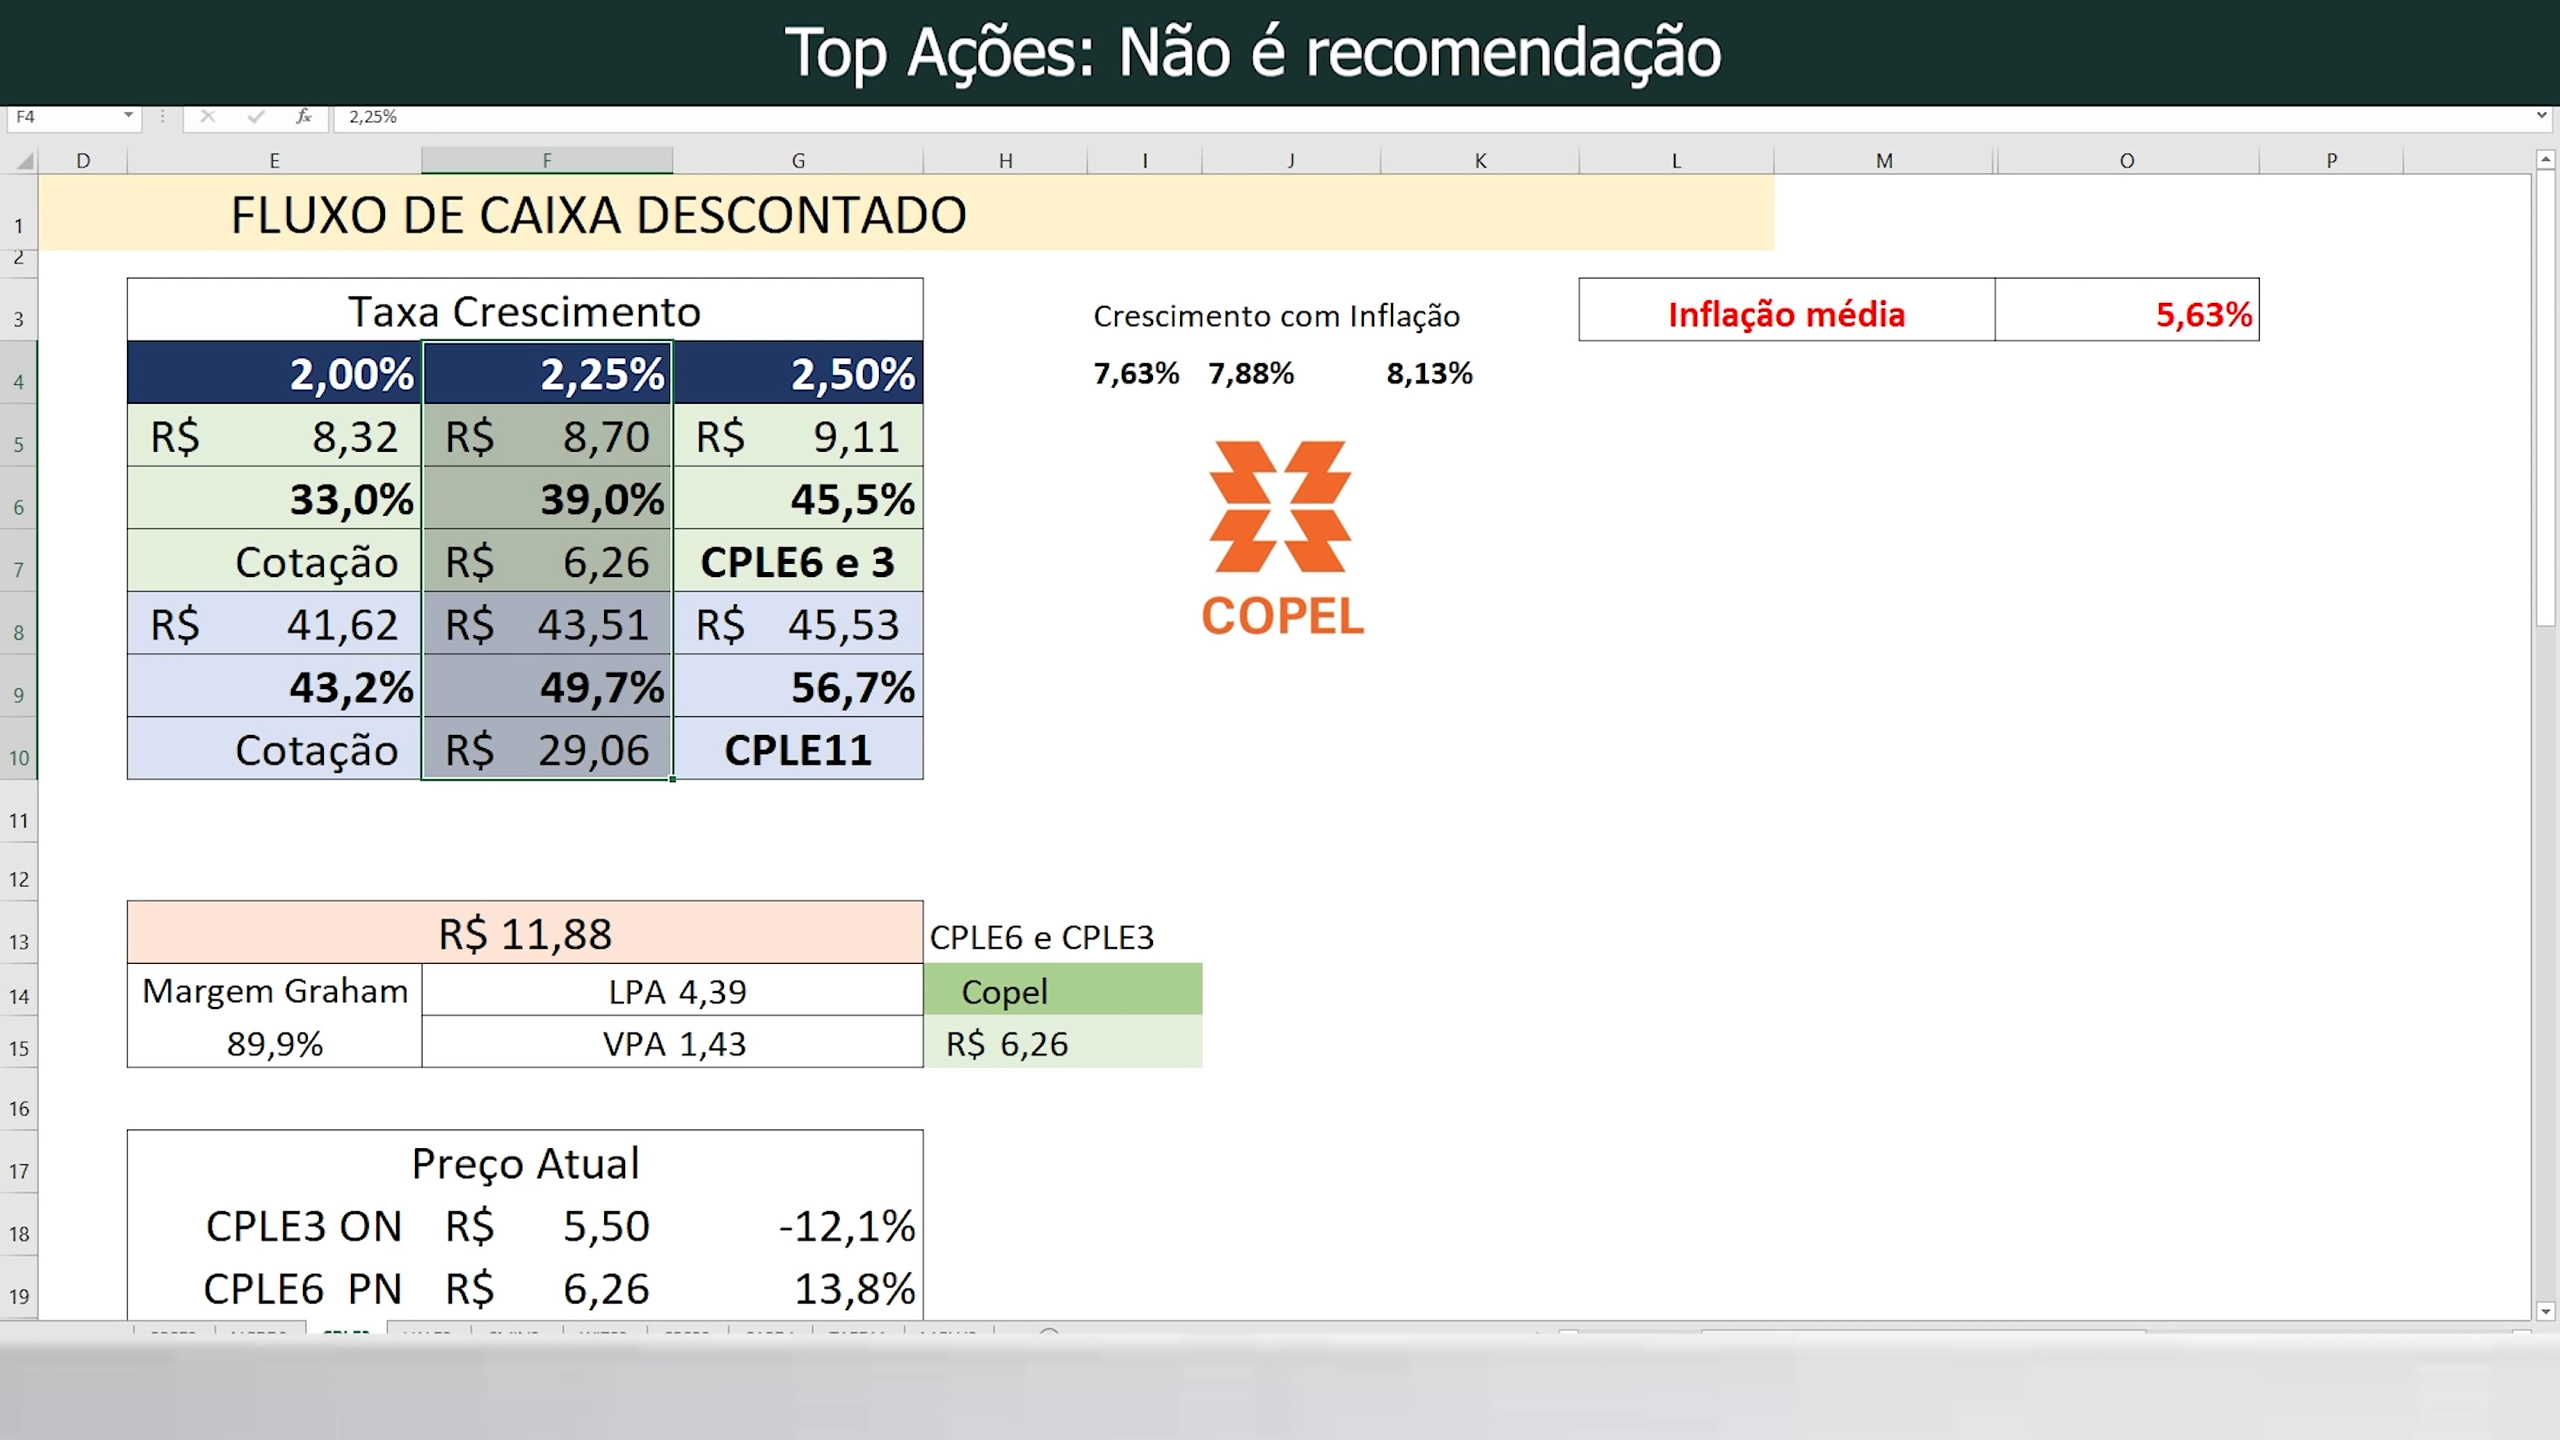 Top Ações: Não é recomendação
F4 fx 2,25%
D E F G H I J K L M O P
1 FLUXO DE CAIXA DESCONTADO
2
3 Taxa Crescimento Crescimento com Inflação Inflação média 5,63%
4 2,00% 2,25% 2,50% 7,63% 7,88% 8,13%
5 R$ 8,32 R$ 8,70 R$ 9,11
6 33,0% 39,0% 45,5%
7 Cotação R$ 6,26 CPLE6 e 3
8 R$ 41,62 R$ 43,51 R$ 45,53
COPEL
9 43,2% 49,7% 56,7%
10 Cotação R$ 29,06 CPLE11
11
12
13 R$ 11,88 CPLE6 e CPLE3
14 Margem Graham LPA 4,39 Copel
15 89,9% VPA 1,43 R$ 6,26
16
17 Preço Atual
18 CPLE3 ON R$ 5,50 -12,1%
19 CPLE6 PN R$ 6,26 13,8%